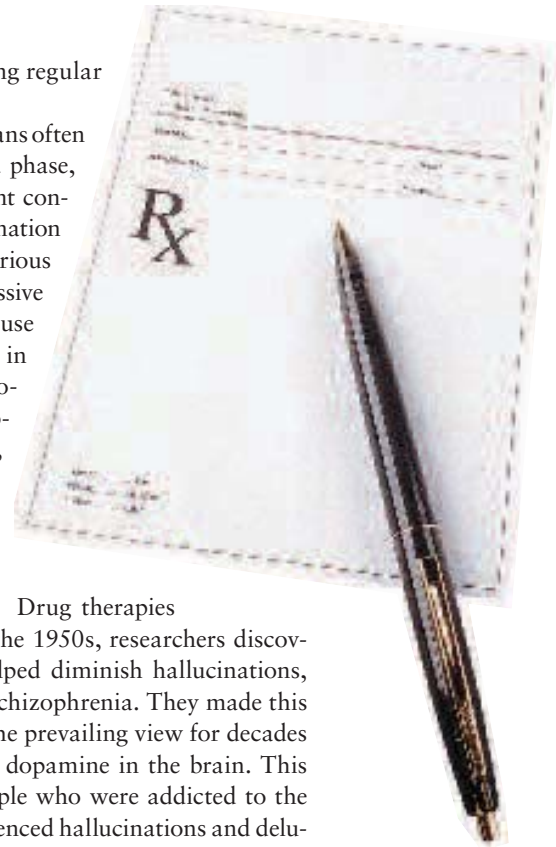 ng regular
ans often
phase,
nt con-
nation
rious
ssive
use
in
o-
o-
,
Rx
Drug therapies
he 1950s, researchers discov-
lped diminish hallucinations,
chizophrenia. They made this
he prevailing view for decades
dopamine in the brain. This
ple who were addicted to the
enced hallucinations and delu-